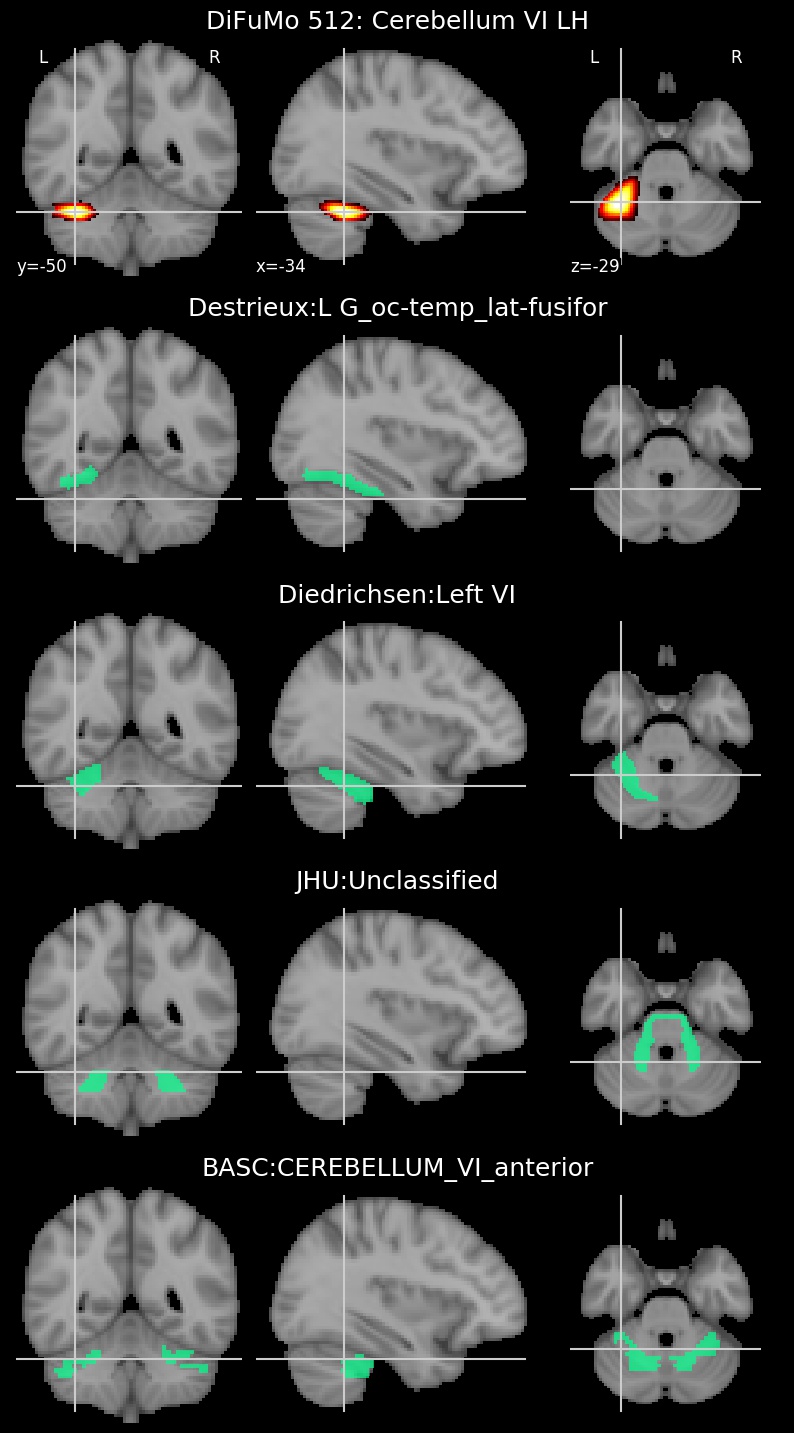 DiFuMo 512: Cerebellum VI LH
L R L R
y=-50 x=-34 z=-29
Destrieux:L G_oc-temp_lat-fusifor
Diedrichsen:Left VI
JHU:Unclassified
BASC:CEREBELLUM_VI_anterior